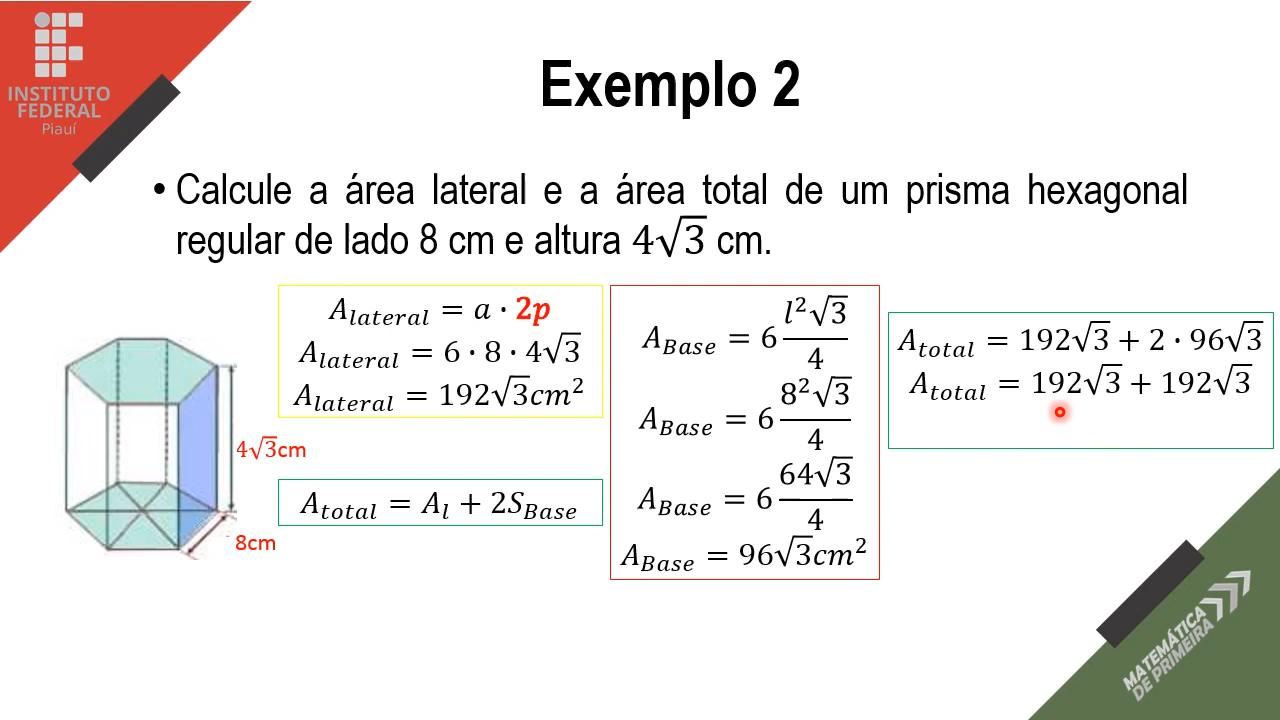 INSTITUTO
FEDERAL
Piauí
Exemplo 2
• Calcule a área lateral e a área total de um prisma hexagonal
regular de lado 8 cm e altura 4√3 cm.
A_lateral = a · 2p
A_lateral = 6 · 8 · 4√3
A_lateral = 192√3cm²
4√3cm
8cm
A_total = A_l + 2S_Base
A_Base = 6 l²√3/4
A_Base = 6 8²√3/4
A_Base = 6 64√3/4
A_Base = 96√3cm²
A_total = 192√3 + 2 · 96√3
A_total = 192√3 + 192√3
MATEMÁTICA
DE PRIMEIRA